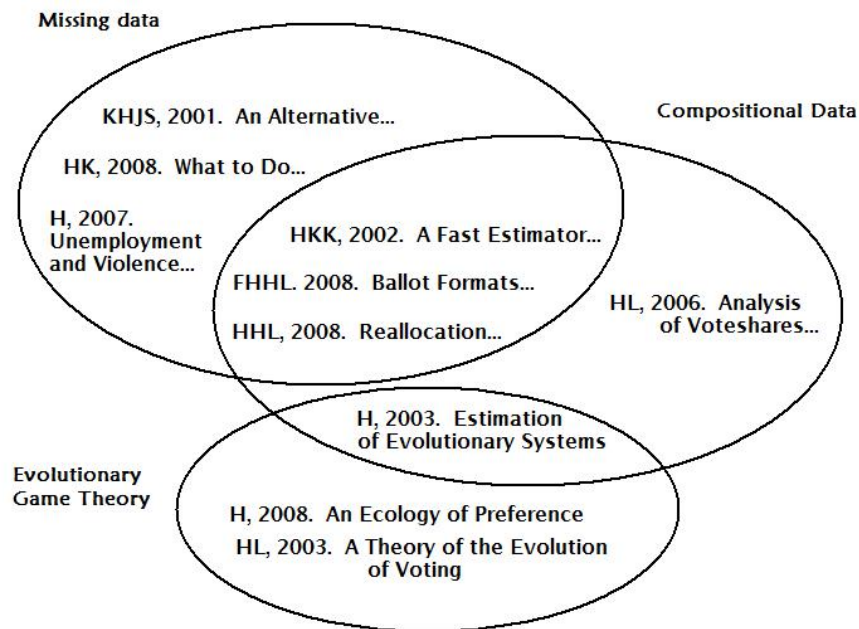 Missing data
KHJS, 2001. An Alternative...
Compositional Data
HK, 2008. What to Do...
H, 2007.
Unemployment
and Violence...
HKK, 2002. A Fast Estimator...
FHHL. 2008. Ballot Formats...
HHL, 2008. Reallocation...
HL, 2006. Analysis
of Voteshares...
H, 2003. Estimation
of Evolutionary Systems
Evolutionary
Game Theory
H, 2008. An Ecology of Preference
HL, 2003. A Theory of the Evolution
of Voting